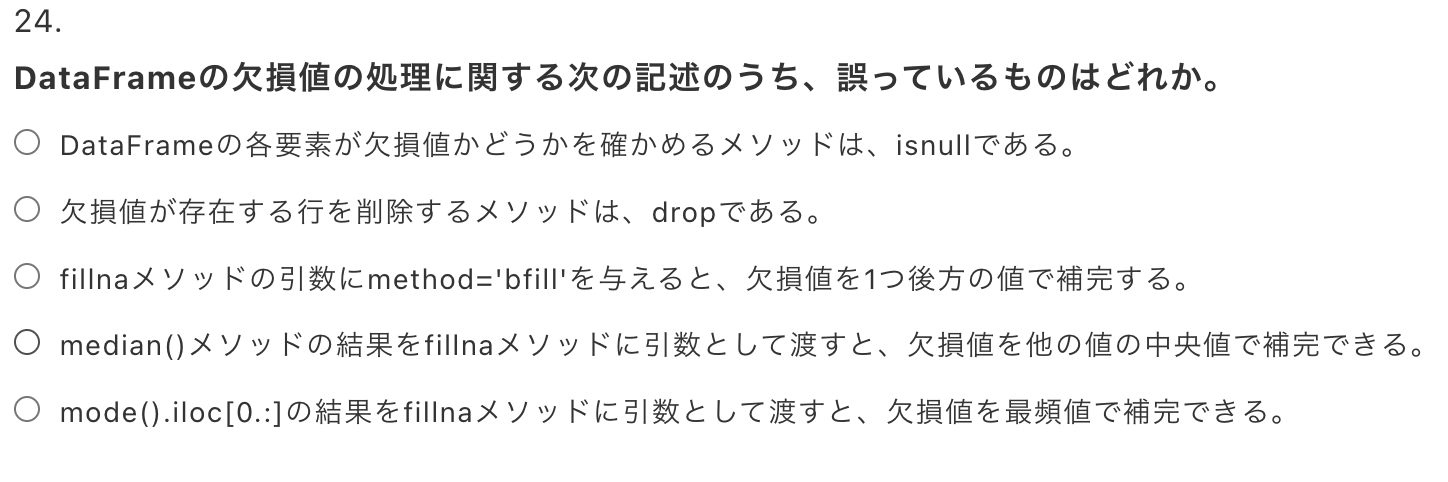 24.
DataFrameの欠損値の処理に関する次の記述のうち、誤っているものはどれか。
DataFrameの各要素が欠損値かどうかを確かめるメソッドは、isnullである。
欠損値が存在する行を削除するメソッドは、dropである。
fillnaメソッドの引数にmethod='bfill'を与えると、欠損値を1つ後方の値で補完する。
median()メソッドの結果をfillnaメソッドに引数として渡すと、欠損値を他の値の中央値で補完できる。
mode().iloc[0.:]の結果をfillnaメソッドに引数として渡すと、欠損値を最頻値で補完できる。